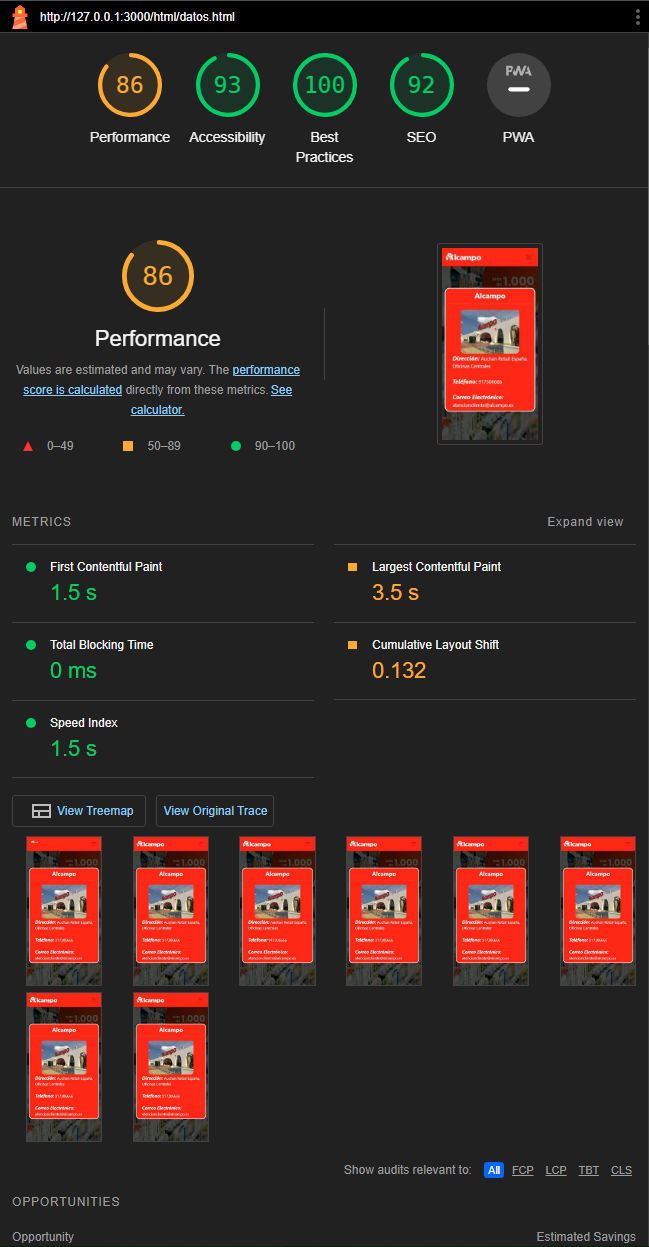 http://127.0.0.1:3000/html/datos.html
86
93
100
92
PWA
Performance
Accessibility
Best
Practices
SEO
PWA
86
Performance
Values are estimated and may vary. The performance
score is calculated directly from these metrics. See
calculator.
0–49
50–89
90–100
Alcampo
1.000
Alcampo
Alcampo
Dirección: Auchan Retail España,
Oficinas Centrales
Teléfono: 917306666
Correo Electrónico:
atencioncliente@alcampo.es
METRICS
Expand view
First Contentful Paint
1.5 s
Largest Contentful Paint
3.5 s
Total Blocking Time
0 ms
Cumulative Layout Shift
0.132
Speed Index
1.5 s
View Treemap
View Original Trace
Show audits relevant to: All FCP LCP TBT CLS
OPPORTUNITIES
Opportunity
Estimated Savings